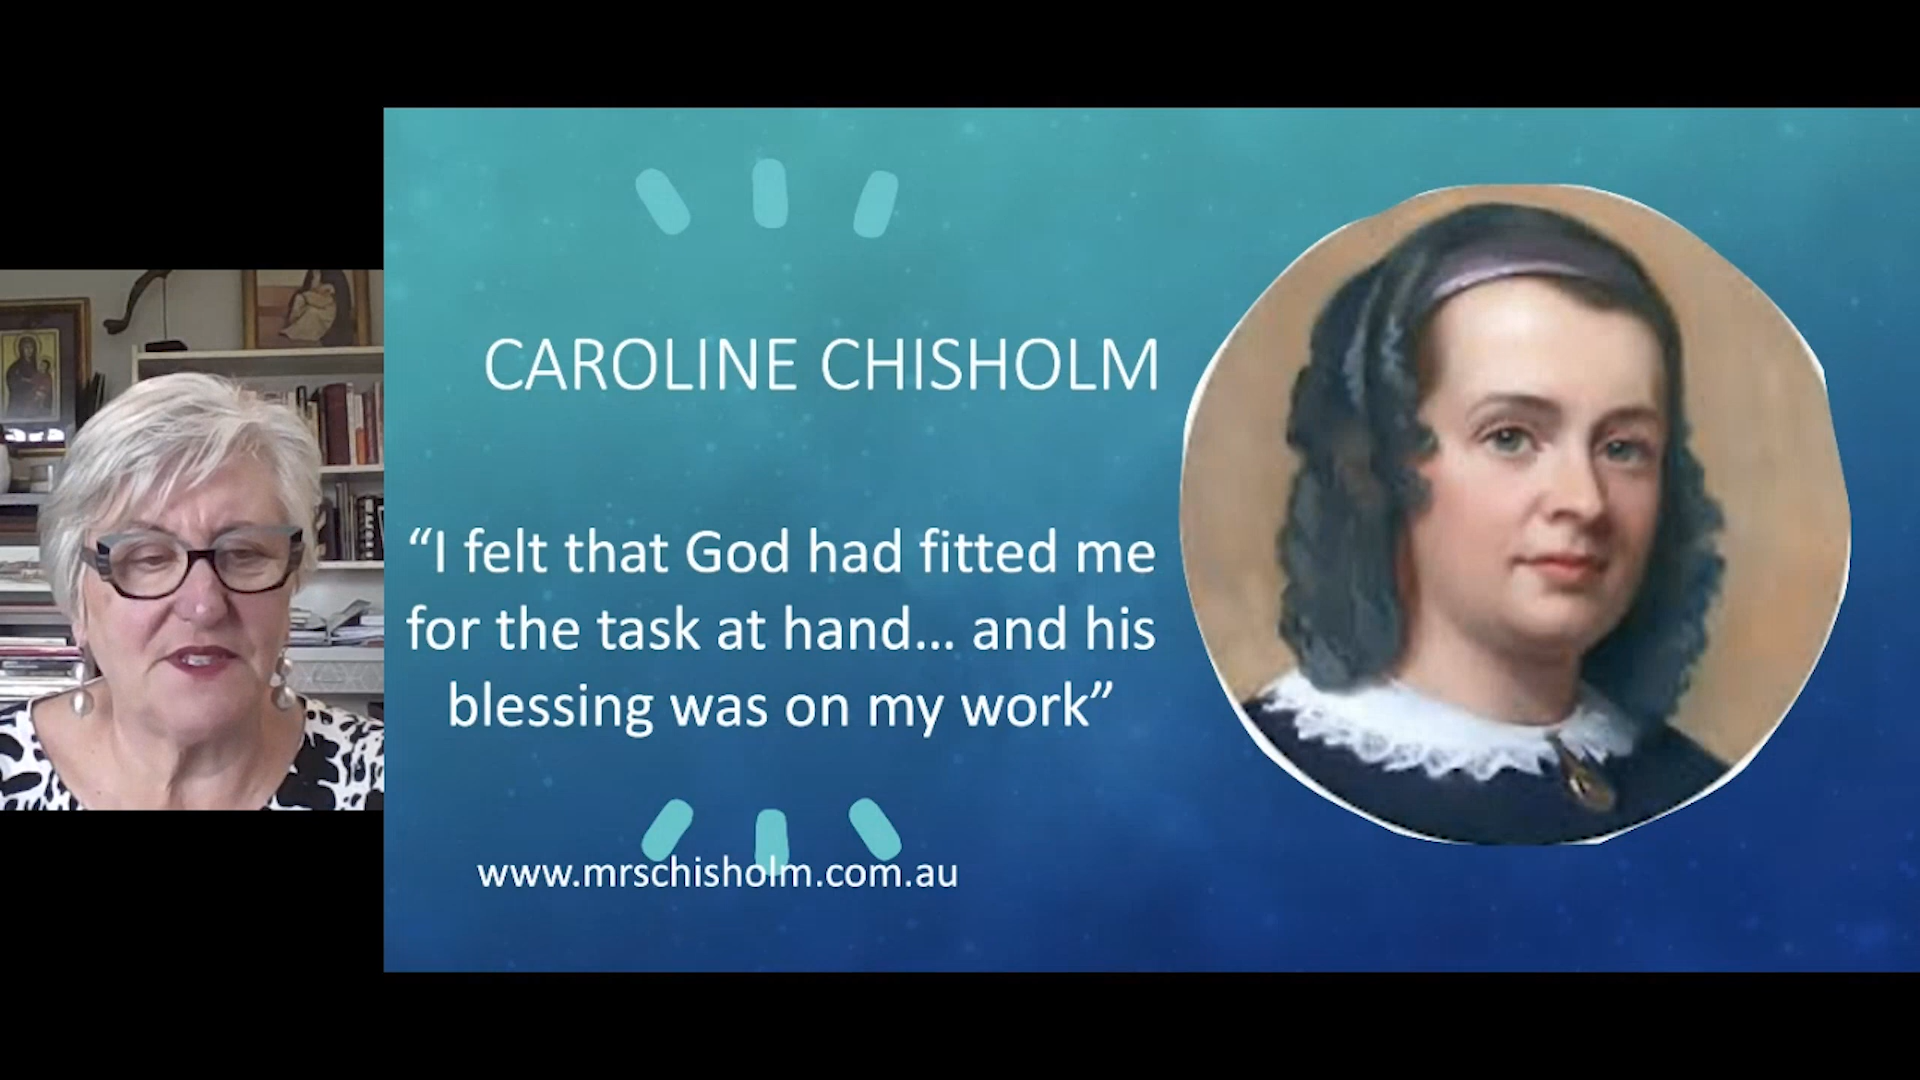 CAROLINE CHISHOLM
“I felt that God had fitted me
for the task at hand... and his
blessing was on my work”
www.mrschisholm.com.au